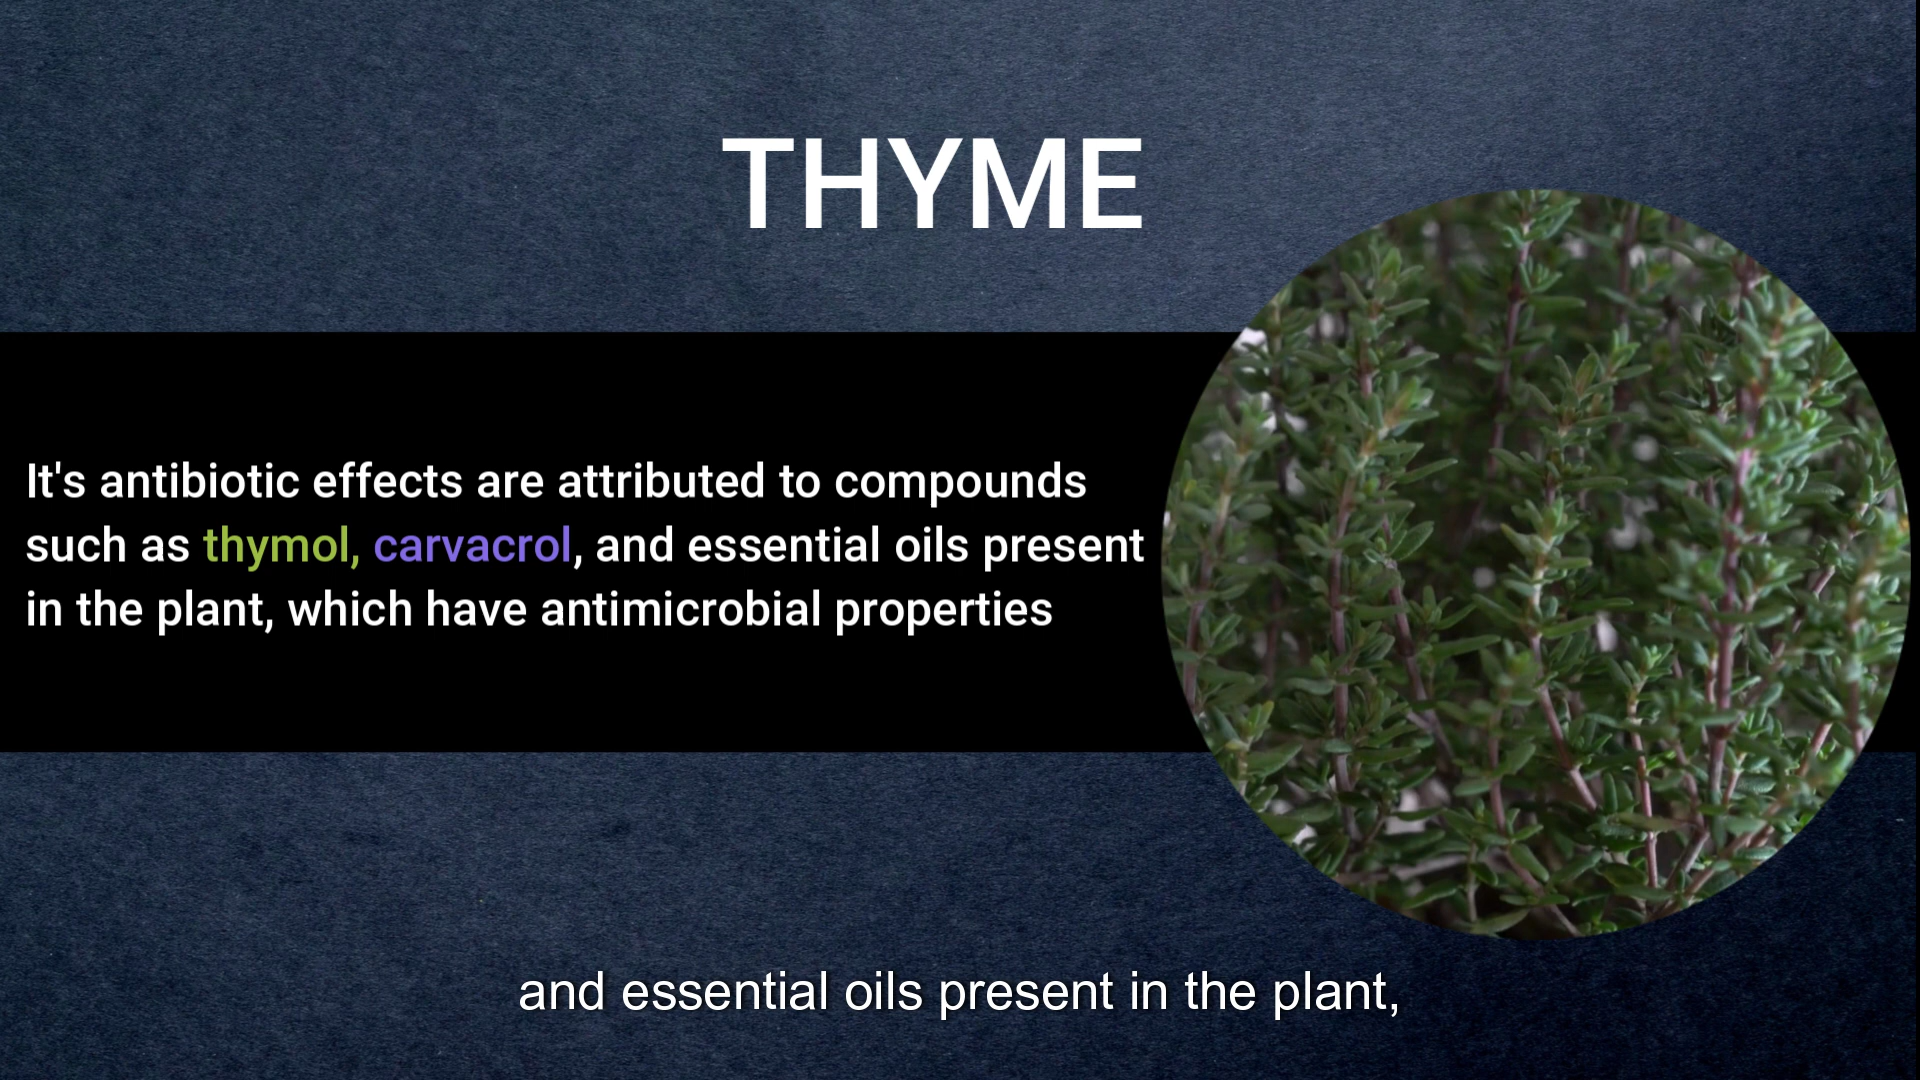 THYME
It's antibiotic effects are attributed to compounds
such as thymol, carvacrol, and essential oils present
in the plant, which have antimicrobial properties
and essential oils present in the plant,